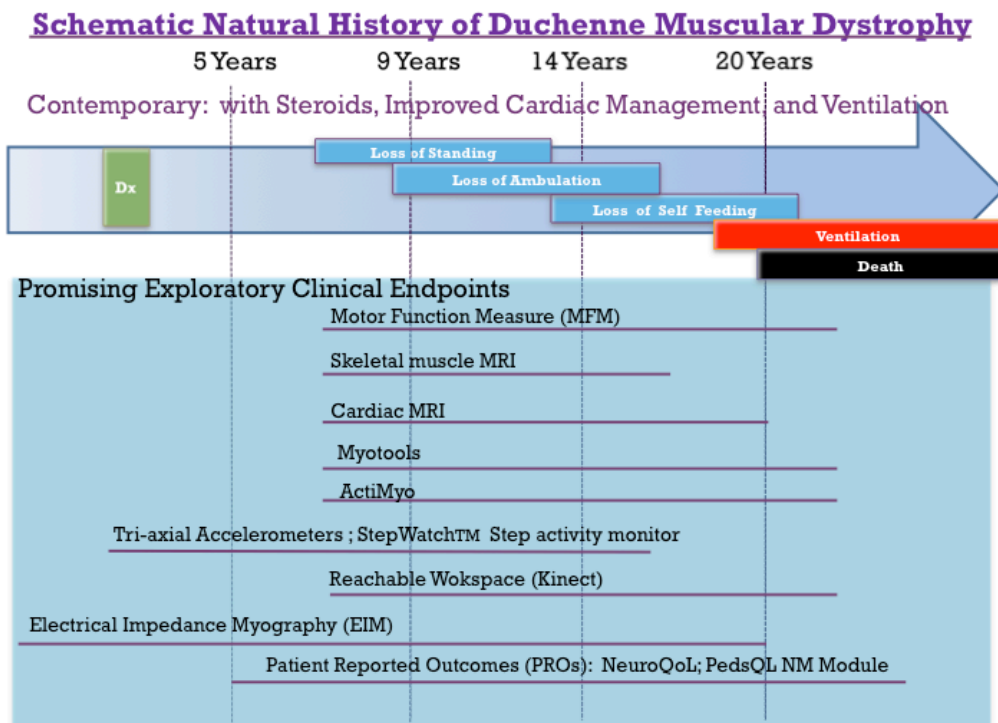 Schematic Natural History of Duchenne Muscular Dystrophy
5 Years 9 Years 14 Years 20 Years
Contemporary: with Steroids, Improved Cardiac Management, and Ventilation
Loss of Standing
Dx Loss of Ambulation
Loss of Self Feeding
Ventilation
Death
Promising Exploratory Clinical Endpoints
Motor Function Measure (MFM)
Skeletal muscle MRI
Cardiac MRI
Myotools
ActiMyo
Tri-axial Accelerometers ; StepWatch™ Step activity monitor
Reachable Wokspace (Kinect)
Electrical Impedance Myography (EIM)
Patient Reported Outcomes (PROs): NeuroQoL; PedsQL NM Module